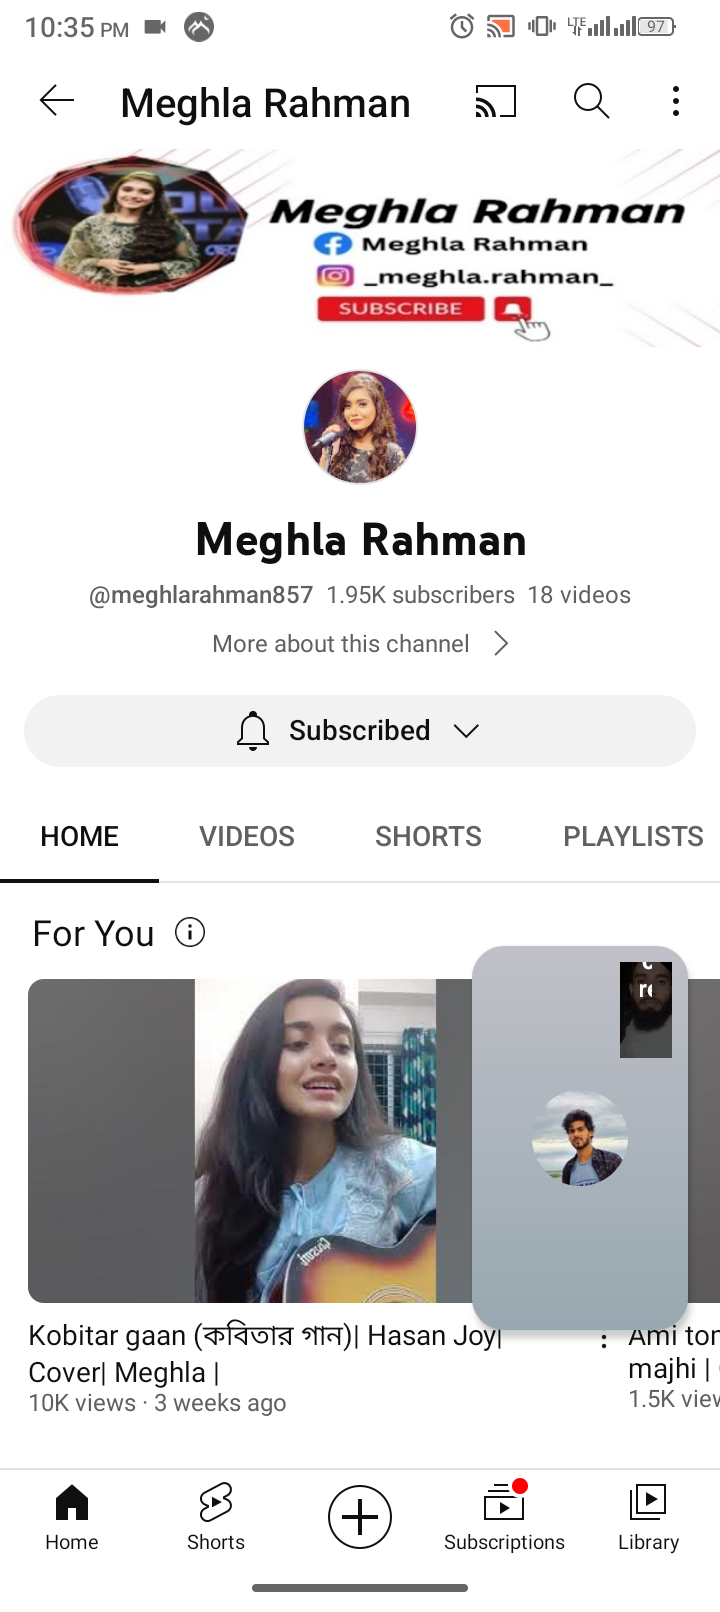 10:35 PM
LTE
97
Meghla Rahman
Meghla Rahman
Meghla Rahman
_meghla.rahman_
SUBSCRIBE
Meghla Rahman
@meghlarahman857 1.95K subscribers 18 videos
More about this channel
Subscribed
HOME VIDEOS SHORTS PLAYLISTS
For You
Kobitar gaan (কবিতার গান)| Hasan Joy|
Cover| Meghla |
10K views · 3 weeks ago
Ami
majhi |
1.5K
Home Shorts Subscriptions Library